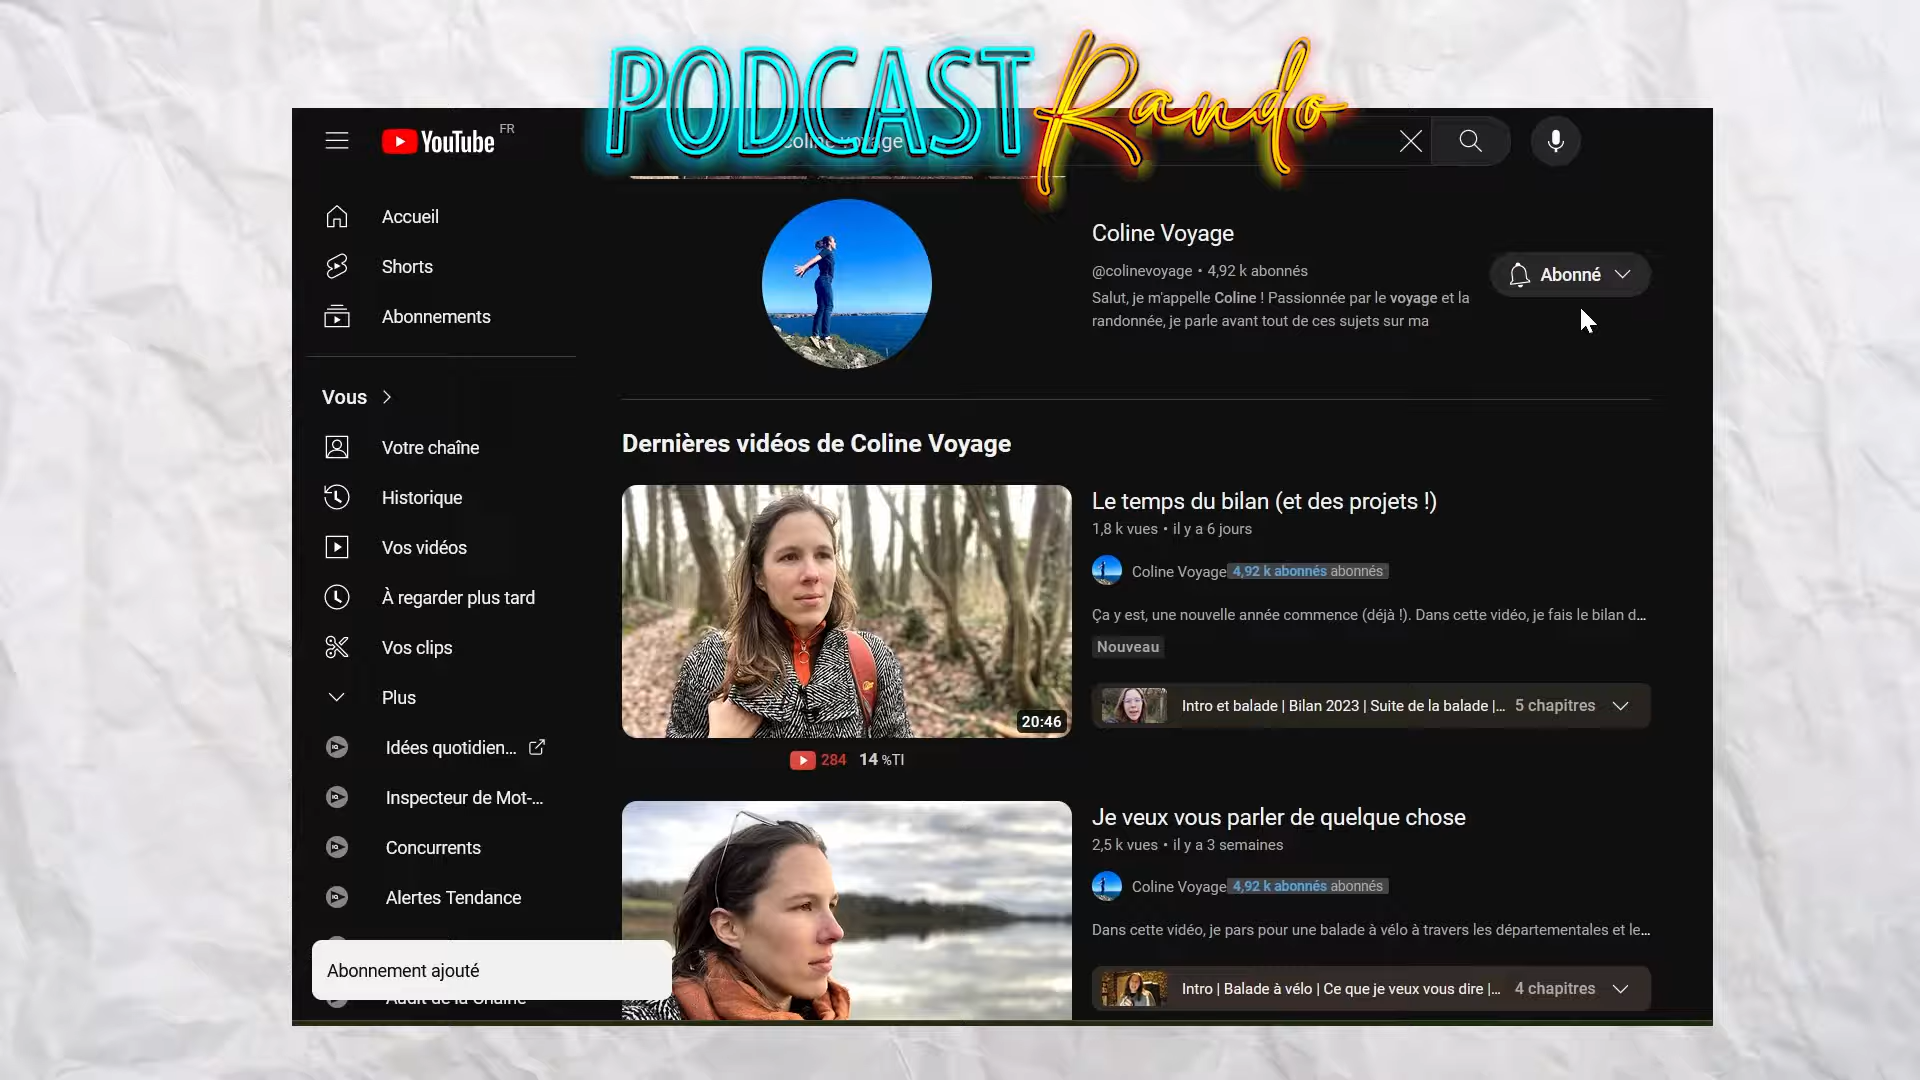 PODCAST Rando
YouTube FR
coline voyage
Accueil
Shorts
Abonnements
Vous
Votre chaîne
Historique
Vos vidéos
À regarder plus tard
Vos clips
Plus
Idées quotidien...
Inspecteur de Mot-...
Concurrents
Alertes Tendance
Audit de la Chaîne
Abonnement ajouté
Coline Voyage
@colinevoyage • 4,92 k abonnés
Salut, je m'appelle Coline ! Passionnée par le voyage et la
randonnée, je parle avant tout de ces sujets sur ma
Abonné
Dernières vidéos de Coline Voyage
20:46
284 14 %TI
Le temps du bilan (et des projets !)
1,8 k vues • il y a 6 jours
Coline Voyage 4,92 k abonnés abonnés
Ça y est, une nouvelle année commence (déjà !). Dans cette vidéo, je fais le bilan d...
Nouveau
Intro et balade | Bilan 2023 | Suite de la balade |... 5 chapitres
Je veux vous parler de quelque chose
2,5 k vues • il y a 3 semaines
Coline Voyage 4,92 k abonnés abonnés
Dans cette vidéo, je pars pour une balade à vélo à travers les départementales et le...
Intro | Balade à vélo | Ce que je veux vous dire |... 4 chapitres